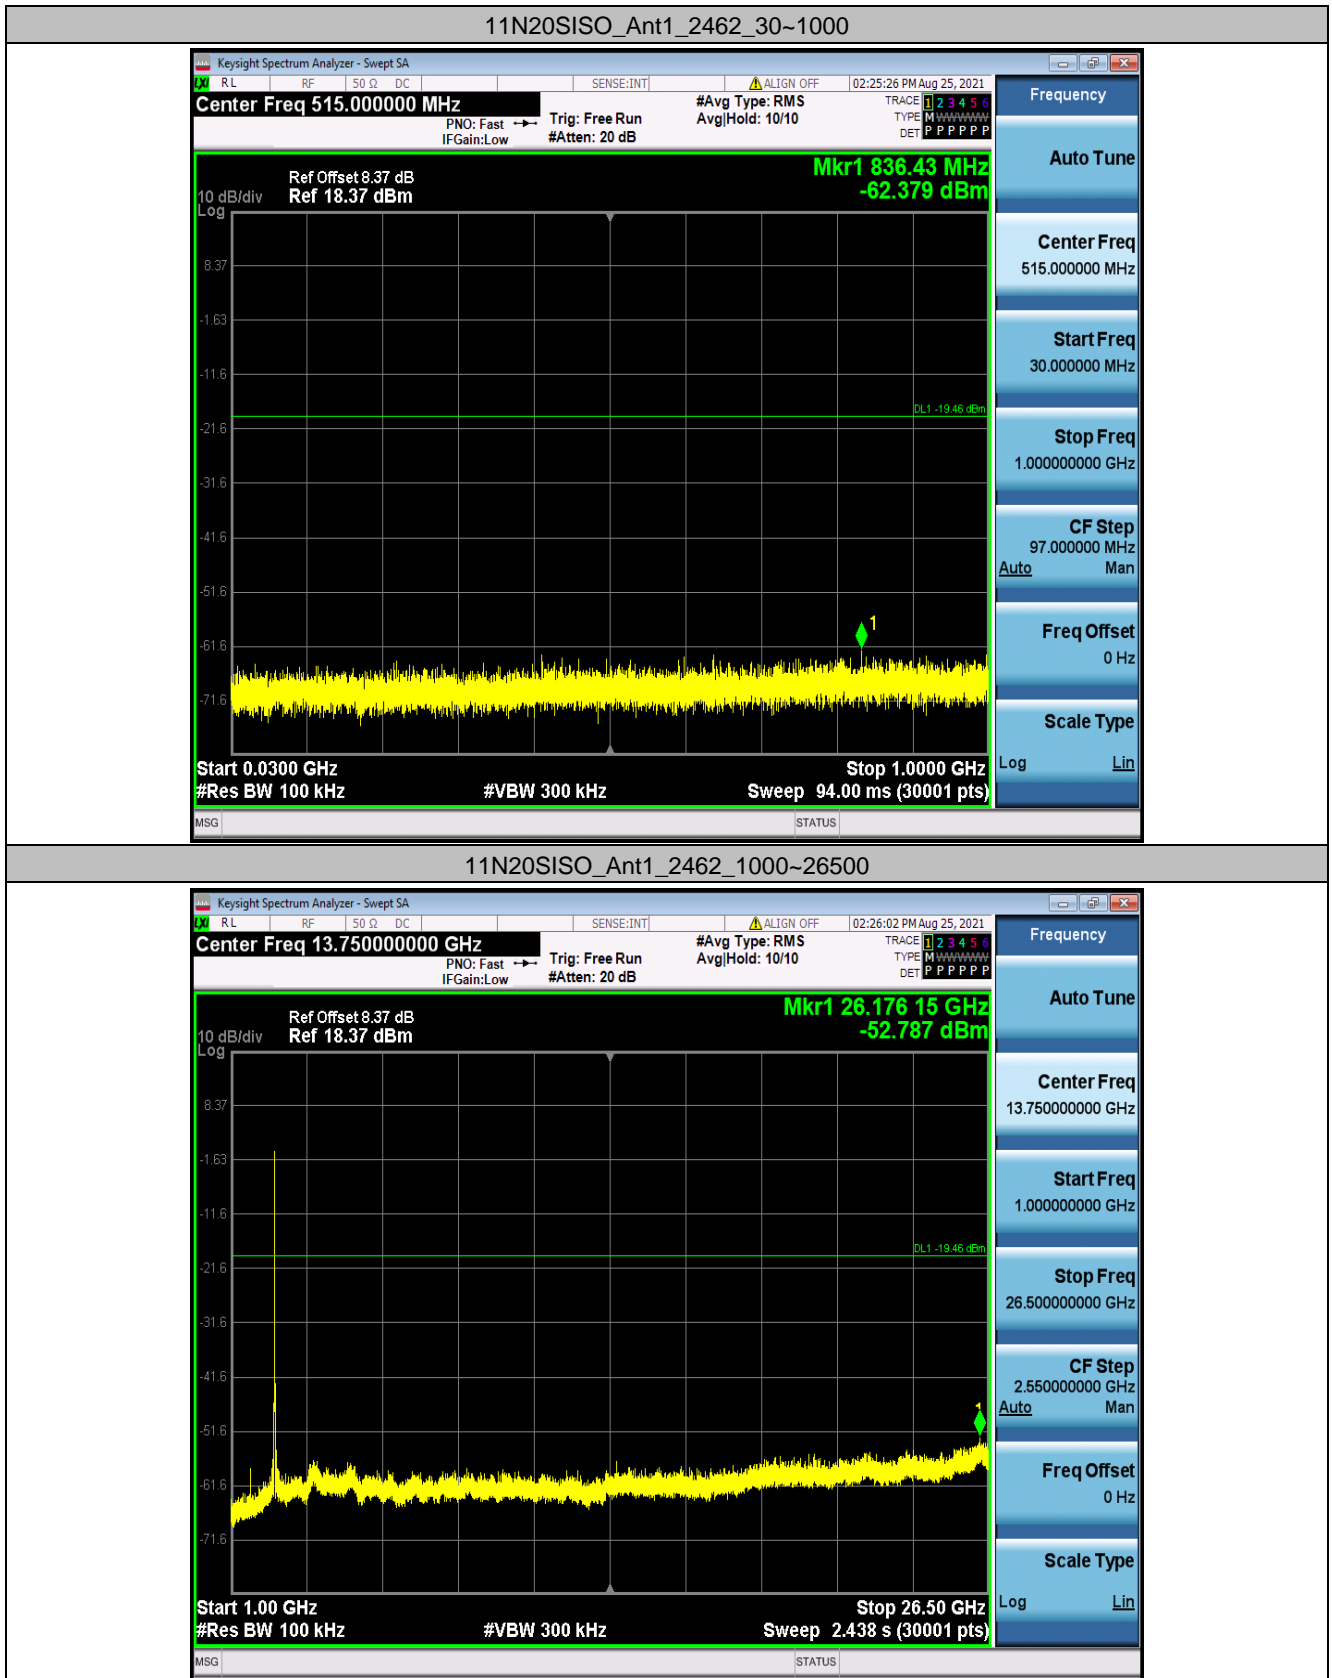 11N20SISO_Ant1_2462_30~1000
Keysight Spectrum Analyzer - Swept SA
LXI RL RF 50 Ω DC SENSE:INT ALIGN OFF 02:25:26 PM Aug 25, 2021
Center Freq 515.000000 MHz
#Avg Type: RMS
TRACE 1 2 3 4 5 6
PNO: Fast Trig: Free Run Avg|Hold: 10/10
TYPE M WWWWW
IFGain:Low #Atten: 20 dB
DET P P P P P P
Mkr1 836.43 MHz
-62.379 dBm
Ref Offset 8.37 dB
10 dB/div Ref 18.37 dBm
Log
8.37
-1.63
-11.6
DL1 -19.46 dBm
-21.6
-31.6
-41.6
-51.6
1
-61.6
-71.6
Start 0.0300 GHz Stop 1.0000 GHz
#Res BW 100 kHz #VBW 300 kHz Sweep 94.00 ms (30001 pts)
MSG STATUS
Frequency
Auto Tune
Center Freq
515.000000 MHz
Start Freq
30.000000 MHz
Stop Freq
1.000000000 GHz
CF Step
97.000000 MHz
Auto Man
Freq Offset
0 Hz
Scale Type
Log Lin
11N20SISO_Ant1_2462_1000~26500
Keysight Spectrum Analyzer - Swept SA
LXI RL RF 50 Ω DC SENSE:INT ALIGN OFF 02:26:02 PM Aug 25, 2021
Center Freq 13.750000000 GHz
#Avg Type: RMS
TRACE 1 2 3 4 5 6
PNO: Fast Trig: Free Run Avg|Hold: 10/10
TYPE M WWWWW
IFGain:Low #Atten: 20 dB
DET P P P P P P
Mkr1 26.176 15 GHz
-52.787 dBm
Ref Offset 8.37 dB
10 dB/div Ref 18.37 dBm
Log
8.37
-1.63
-11.6
DL1 -19.46 dBm
-21.6
-31.6
-41.6
1
-51.6
-61.6
-71.6
Start 1.00 GHz Stop 26.50 GHz
#Res BW 100 kHz #VBW 300 kHz Sweep 2.438 s (30001 pts)
MSG STATUS
Frequency
Auto Tune
Center Freq
13.750000000 GHz
Start Freq
1.000000000 GHz
Stop Freq
26.500000000 GHz
CF Step
2.550000000 GHz
Auto Man
Freq Offset
0 Hz
Scale Type
Log Lin